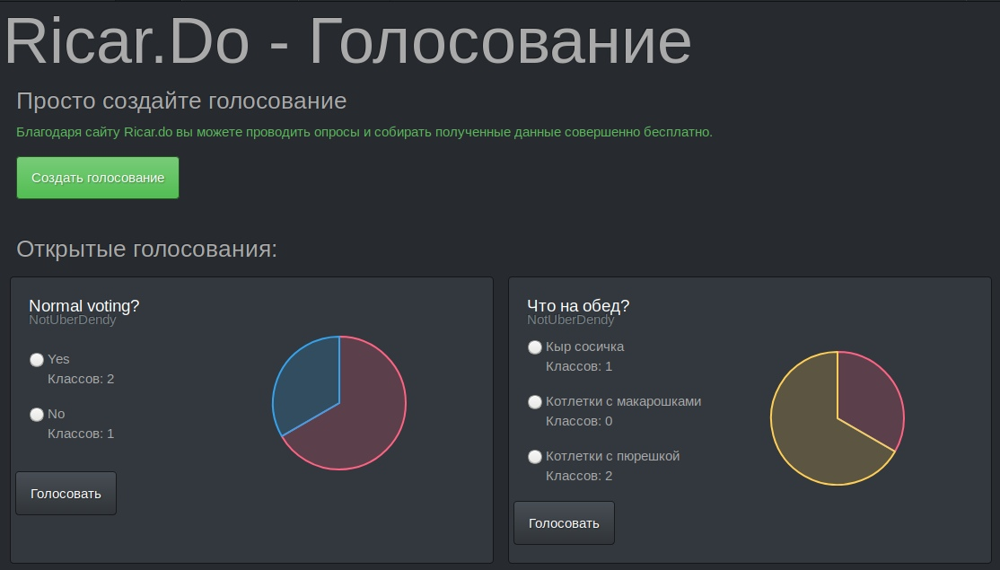 Ricar.Do - Голосование
Просто создайте голосование
Благодаря сайту Ricar.do вы можете проводить опросы и собирать полученные данные совершенно бесплатно.
Создать голосование
Открытые голосования:
Normal voting?
NotUberDendy
Yes
Классов: 2
No
Классов: 1
Голосовать
Что на обед?
NotUberDendy
Кыр сосичка
Классов: 1
Котлетки с макарошками
Классов: 0
Котлетки с пюрешкой
Классов: 2
Голосовать